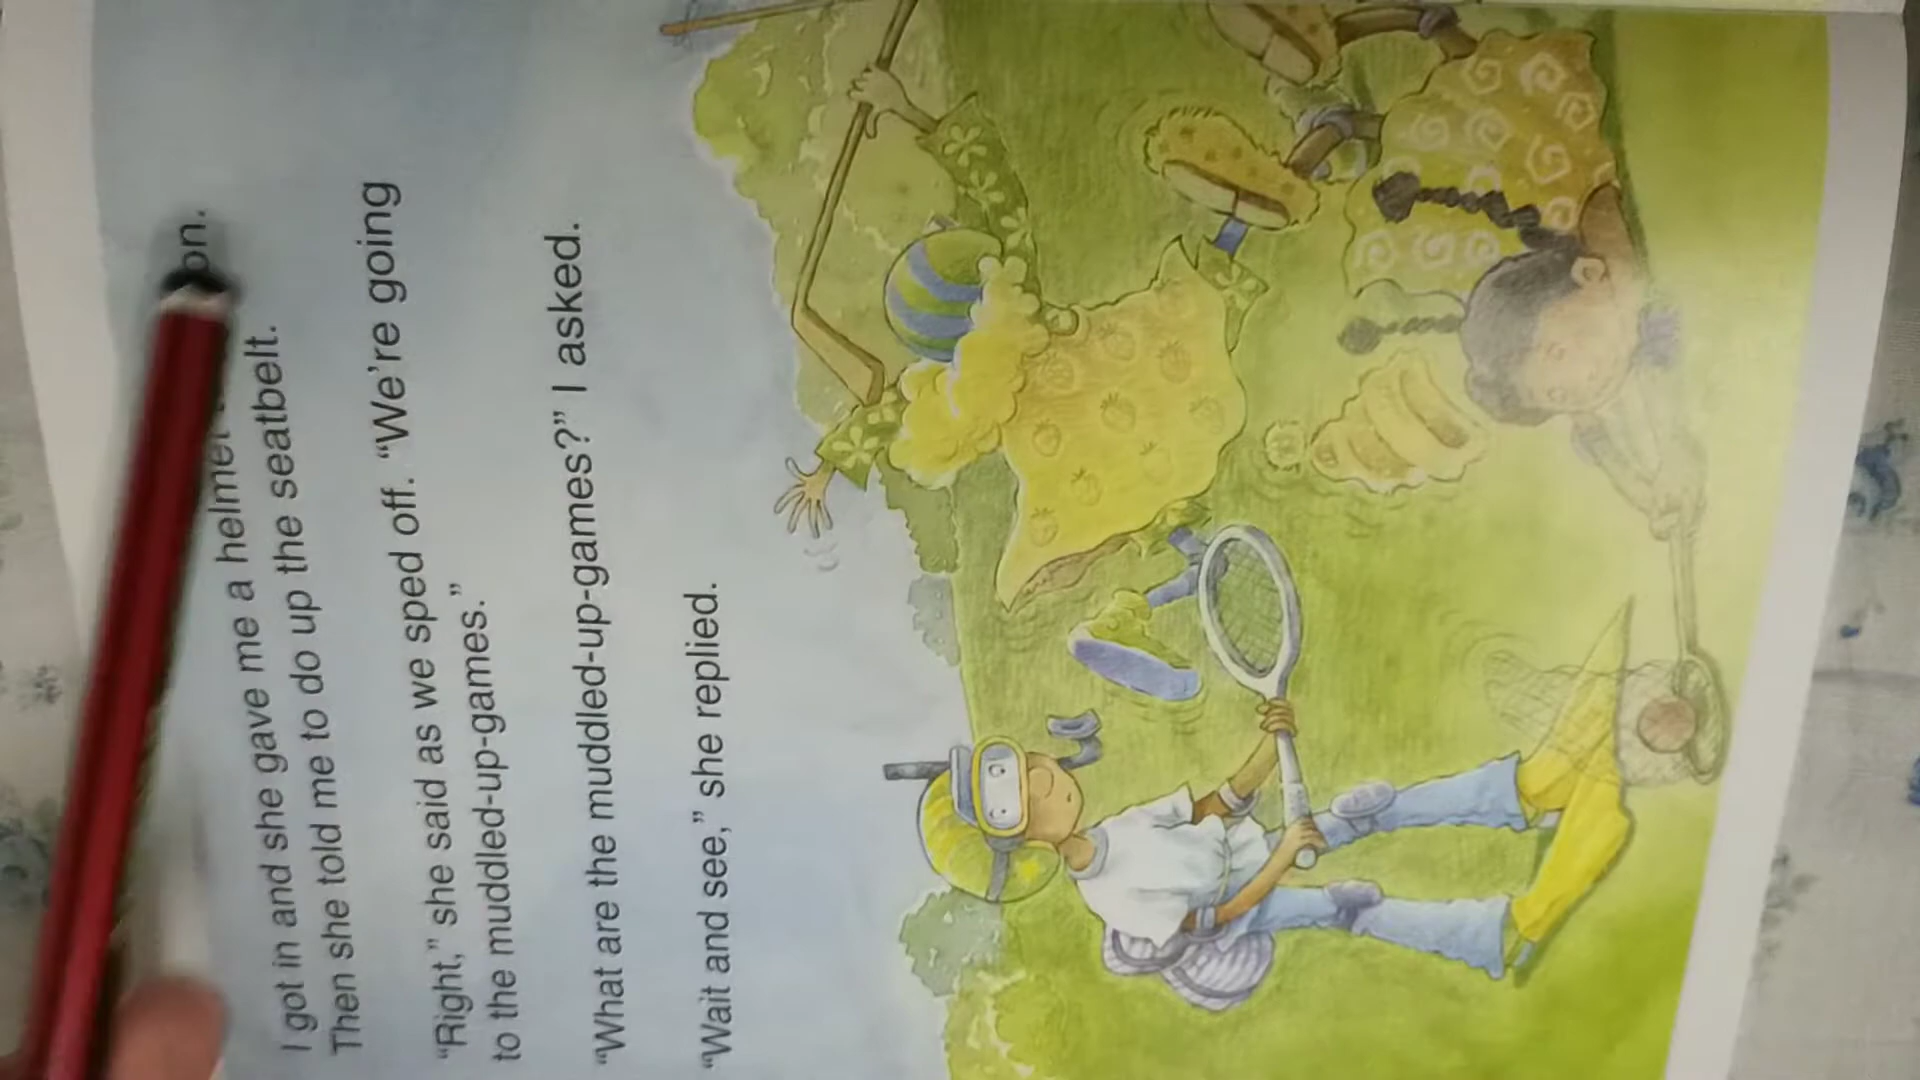 I got in and she gave me a helmet on.
Then she told me to do up the seatbelt.
“Right,” she said as we sped off. “We’re going
to the muddled-up-games.”
“What are the muddled-up-games?” I asked.
“Wait and see,” she replied.